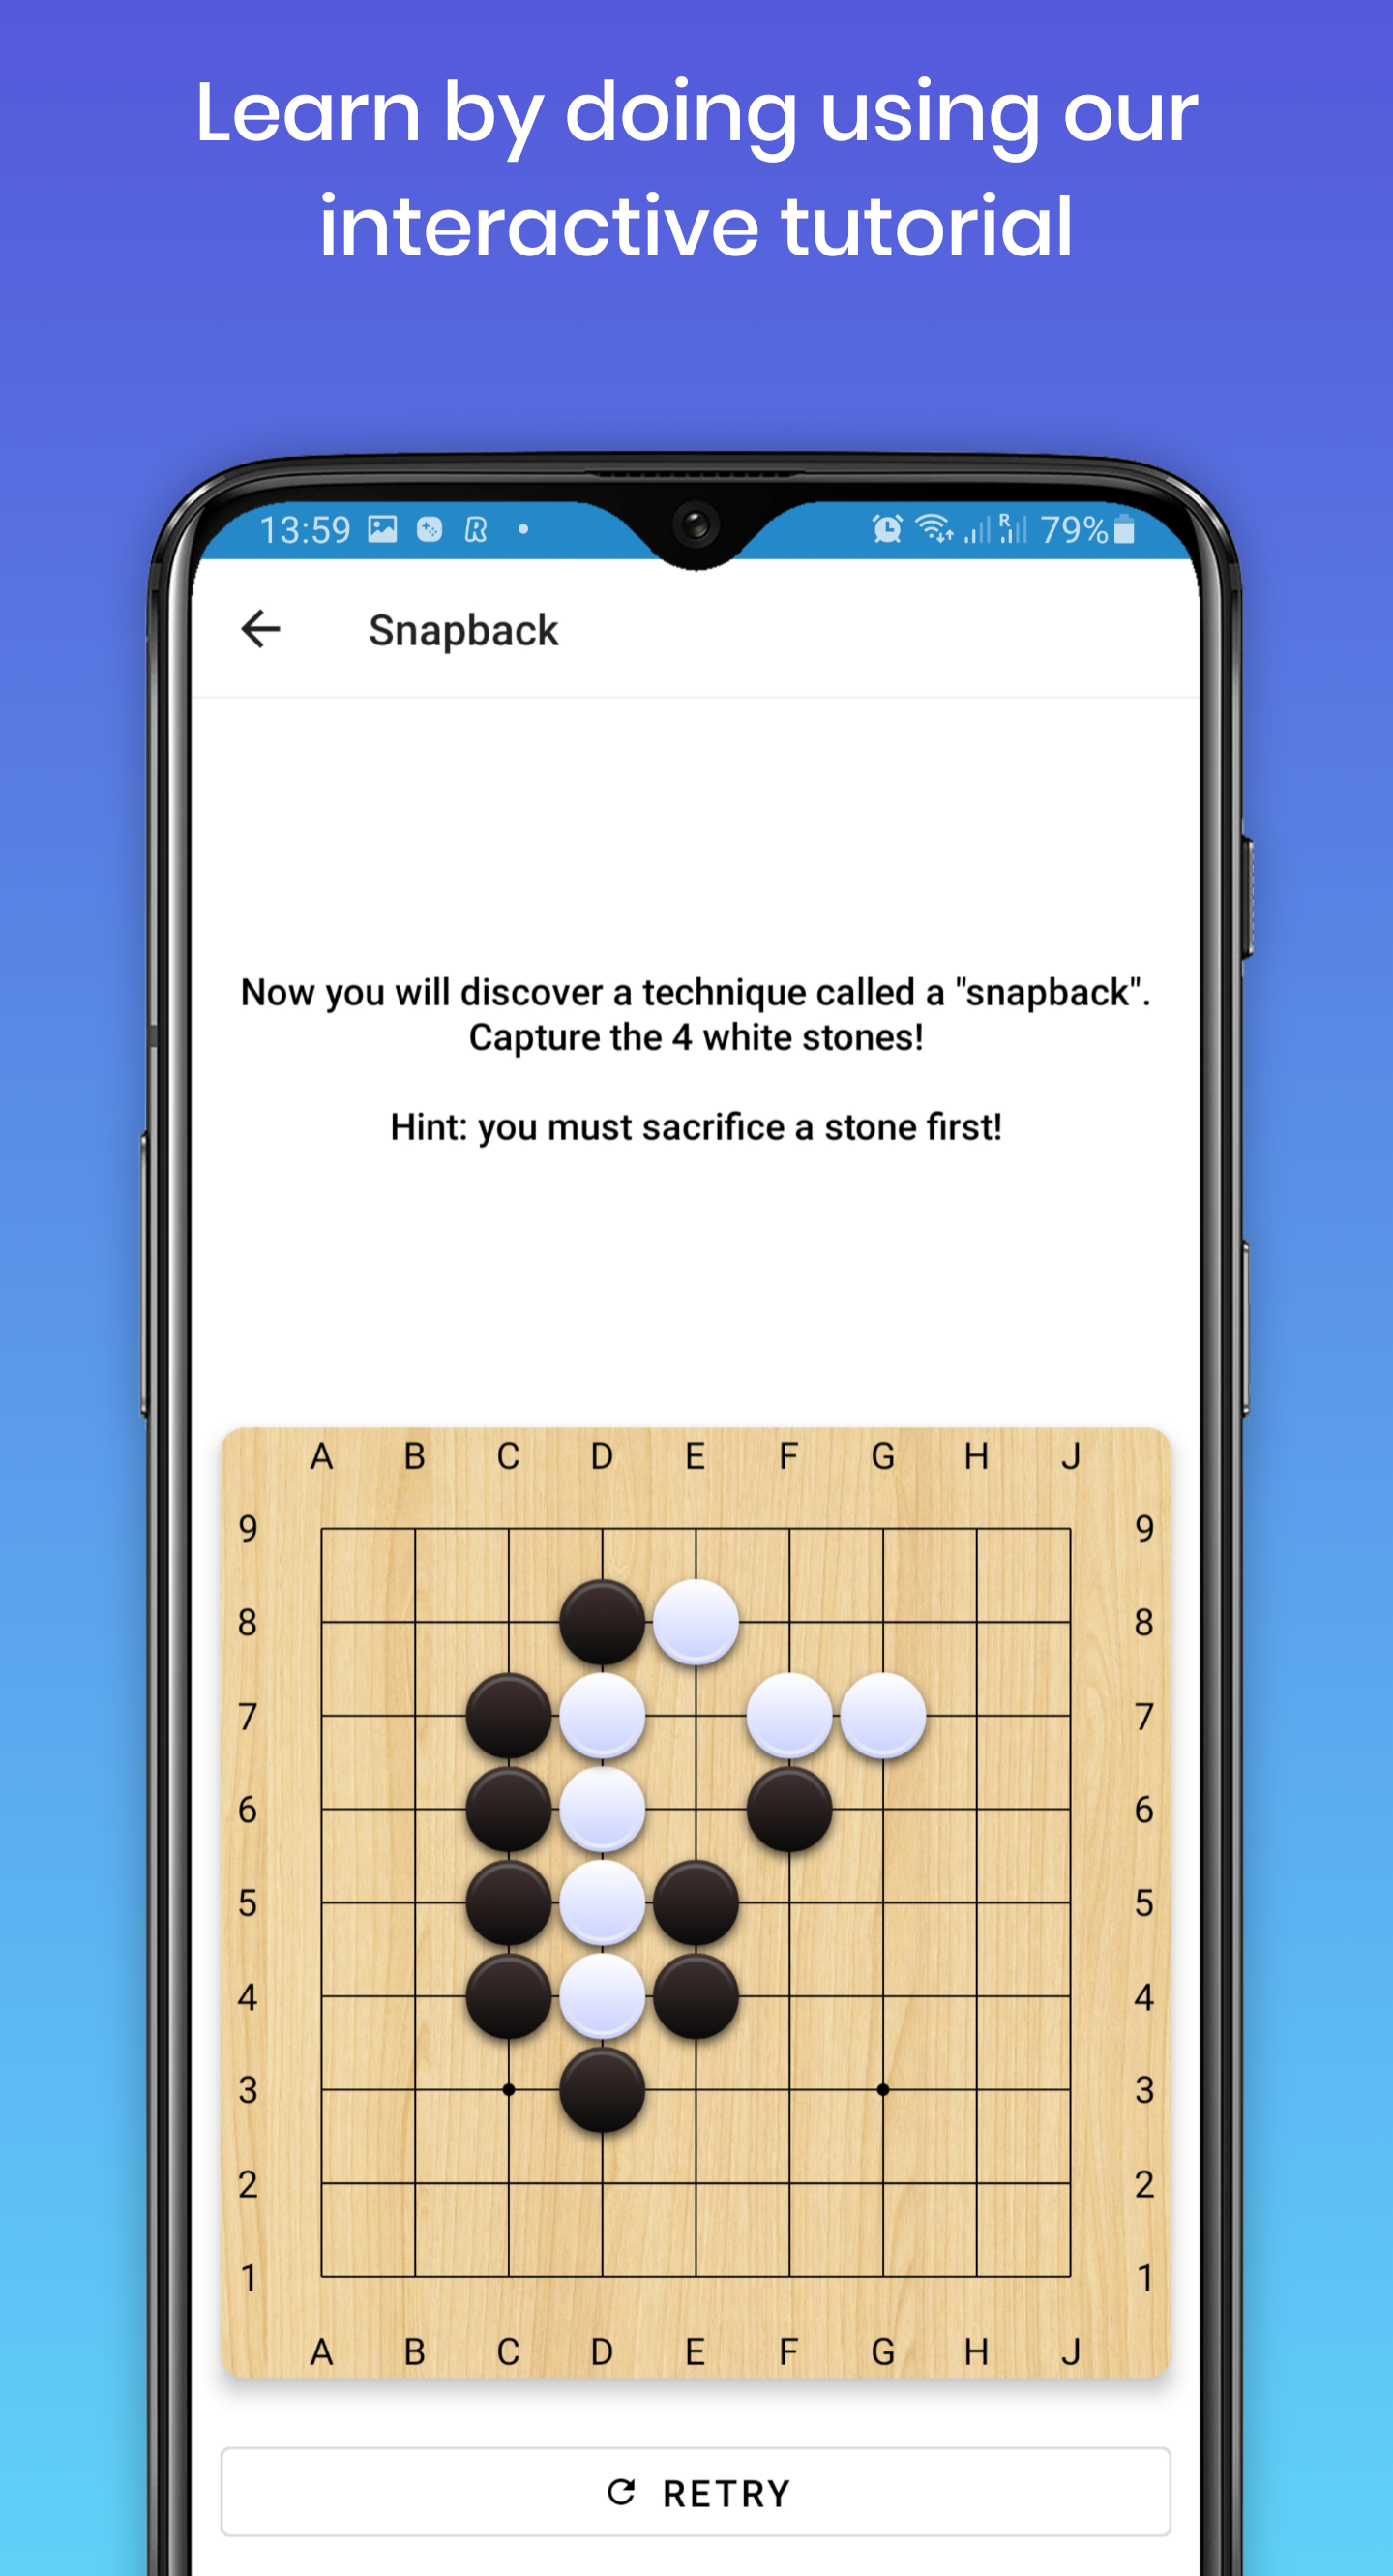 Learn by doing using our
interactive tutorial
13:59 R 79%
Snapback
Now you will discover a technique called a "snapback".
Capture the 4 white stones!
Hint: you must sacrifice a stone first!
A B C D E F G H J
9 9
8 8
7 7
6 6
5 5
4 4
3 3
2 2
1 1
A B C D E F G H J
RETRY